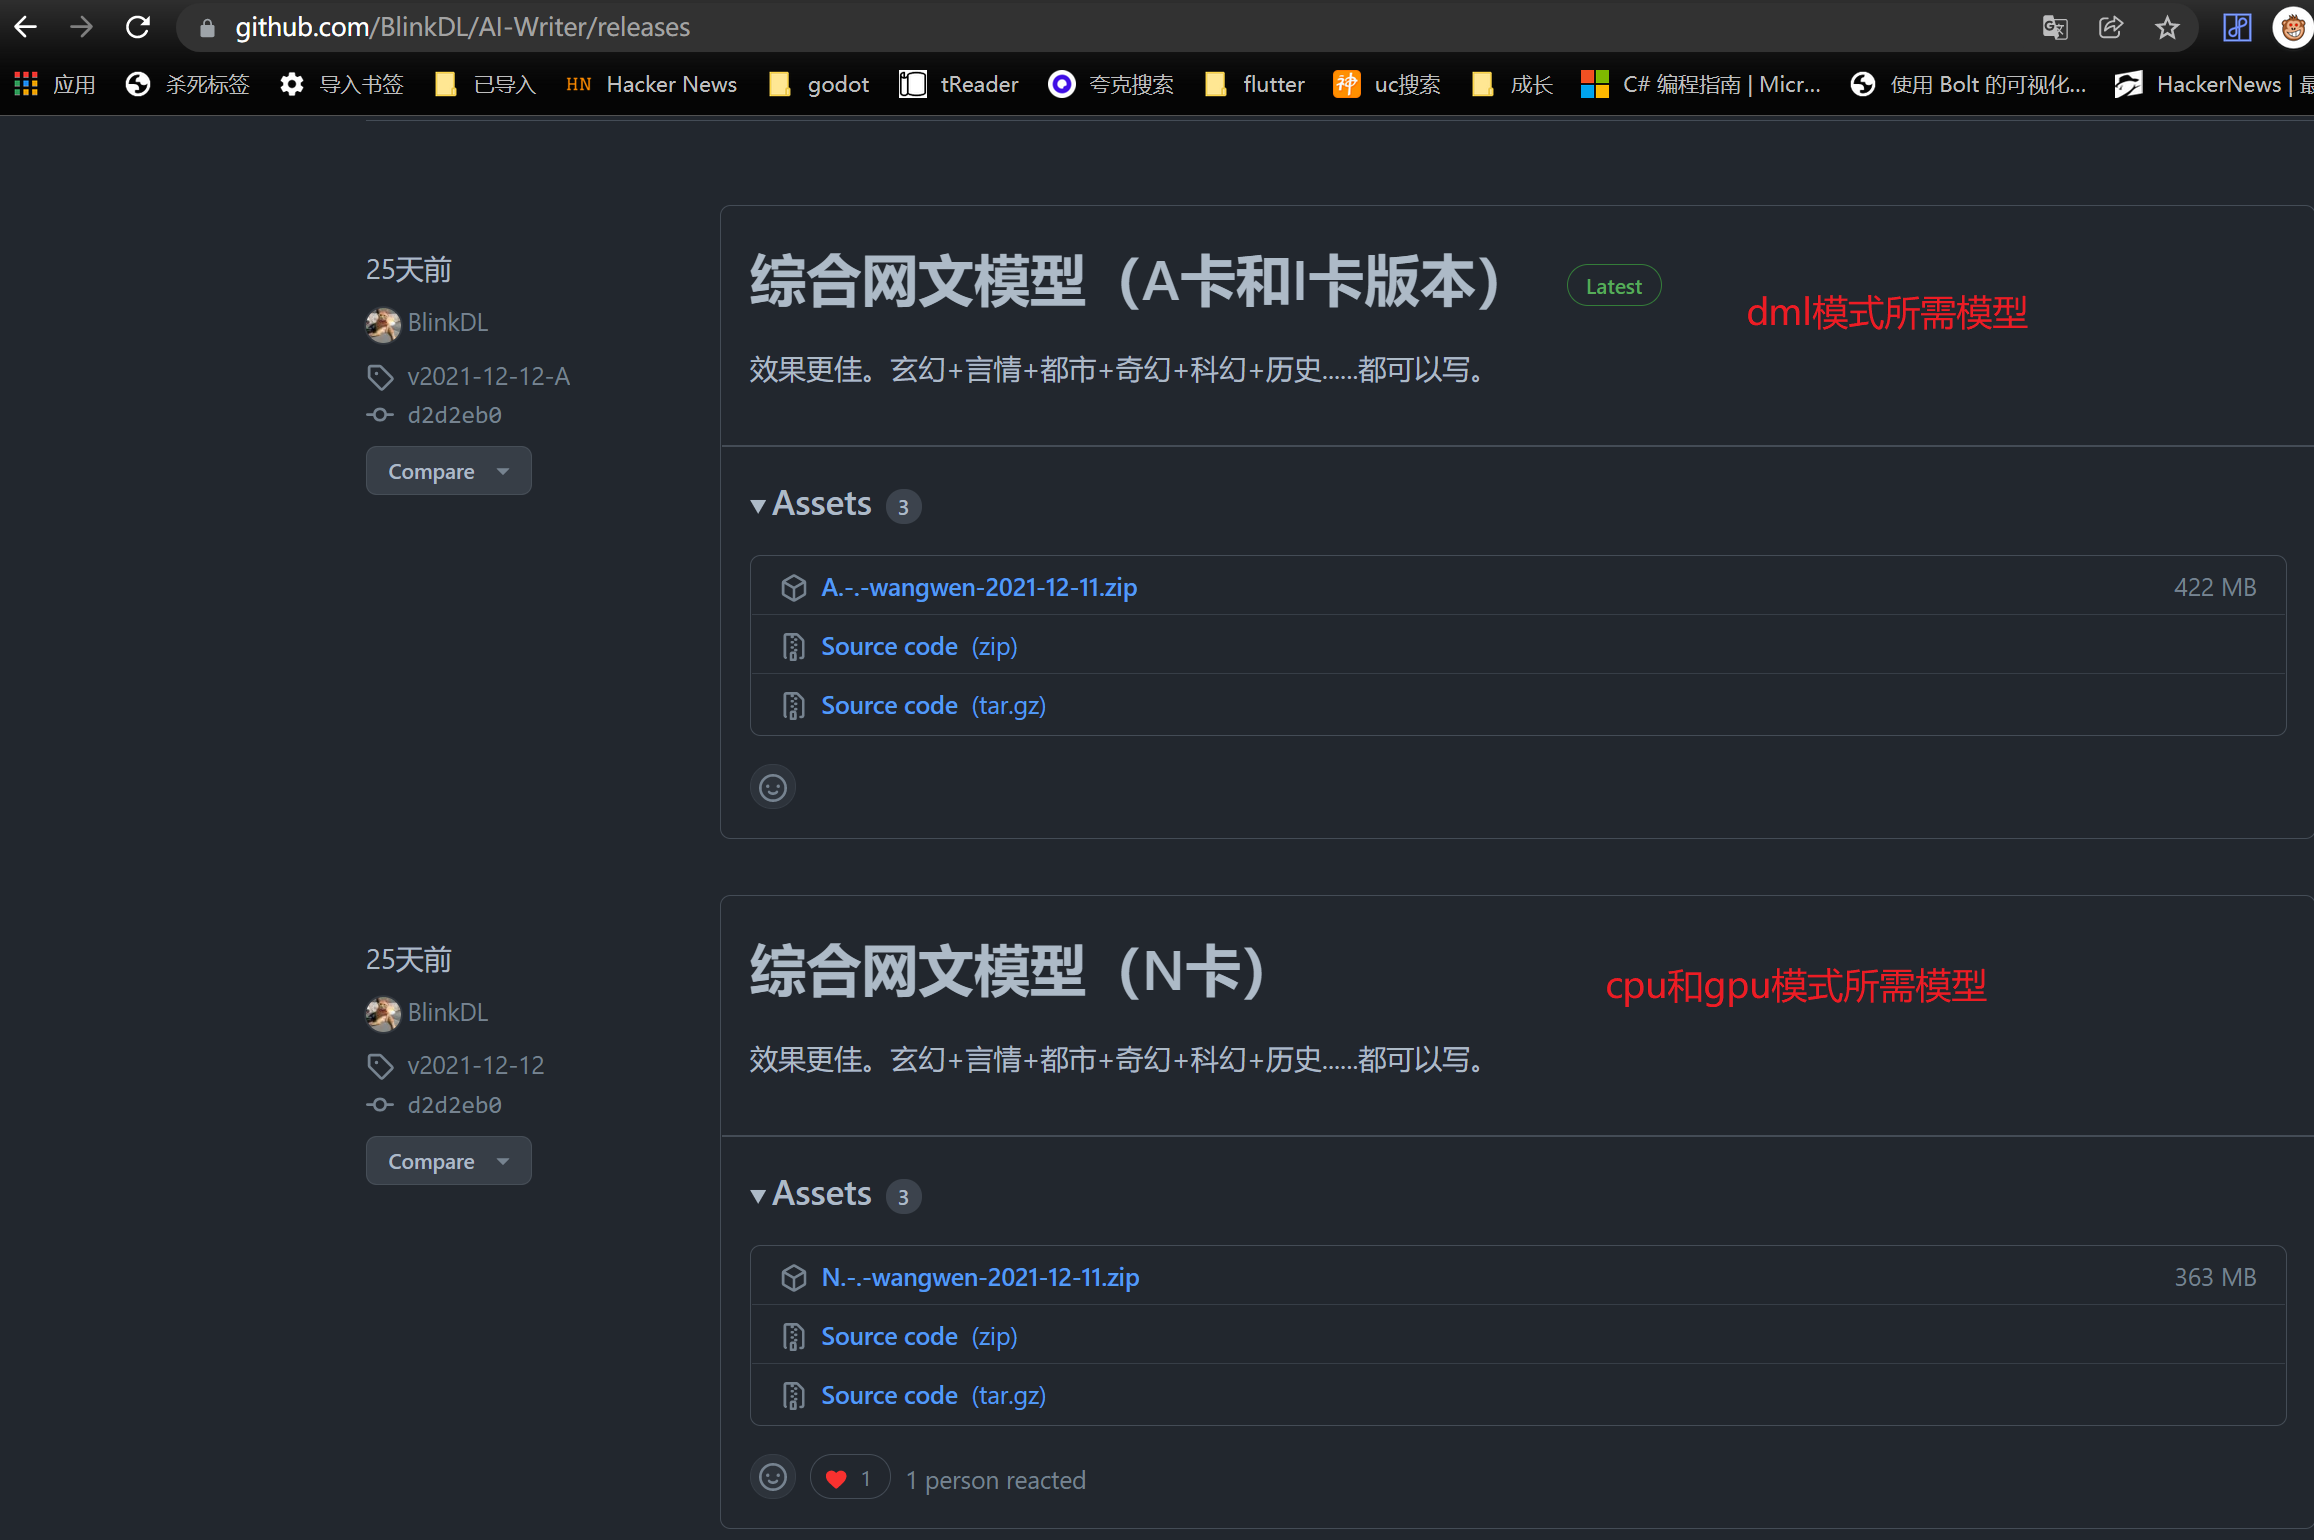 github.com/BlinkDL/AI-Writer/releases
应用 杀死标签 导入书签 已导入 HN Hacker News godot tReader 夸克搜索 flutter 神 uc搜索 成长 C# 编程指南 | Micr... 使用 Bolt 的可视化... HackerNews |
25天前
BlinkDL
v2021-12-12-A
d2d2eb0
Compare
综合网文模型（A卡和I卡版本） Latest
dml模式所需模型
效果更佳。玄幻+言情+都市+奇幻+科幻+历史......都可以写。
Assets 3
A.-.-wangwen-2021-12-11.zip 422 MB
Source code (zip)
Source code (tar.gz)
25天前
BlinkDL
v2021-12-12
d2d2eb0
Compare
综合网文模型（N卡）
cpu和gpu模式所需模型
效果更佳。玄幻+言情+都市+奇幻+科幻+历史......都可以写。
Assets 3
N.-.-wangwen-2021-12-11.zip 363 MB
Source code (zip)
Source code (tar.gz)
1 1 person reacted